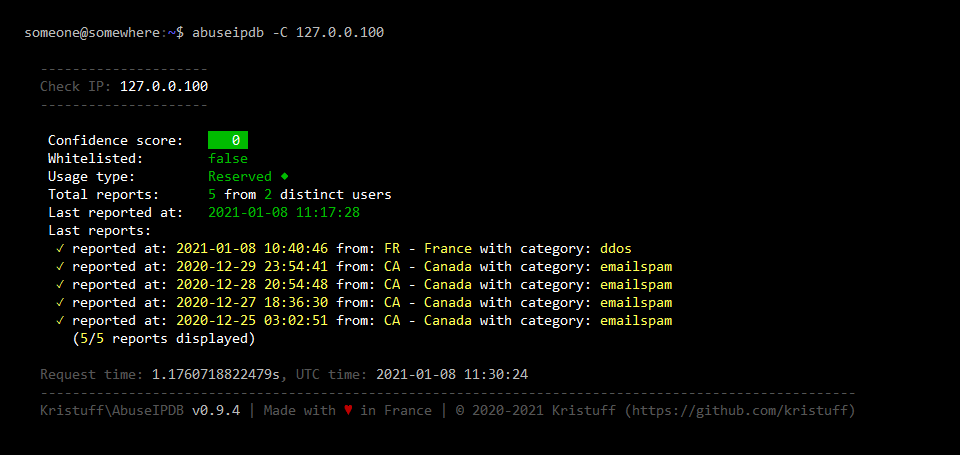 someone@somewhere:~$ abuseipdb -C 127.0.0.100
---------------------
Check IP: 127.0.0.100
---------------------
Confidence score: 0
Whitelisted: false
Usage type: Reserved ◆
Total reports: 5 from 2 distinct users
Last reported at: 2021-01-08 11:17:28
Last reports:
✓ reported at: 2021-01-08 10:40:46 from: FR - France with category: ddos
✓ reported at: 2020-12-29 23:54:41 from: CA - Canada with category: emailspam
✓ reported at: 2020-12-28 20:54:48 from: CA - Canada with category: emailspam
✓ reported at: 2020-12-27 18:36:30 from: CA - Canada with category: emailspam
✓ reported at: 2020-12-25 03:02:51 from: CA - Canada with category: emailspam
(5/5 reports displayed)
Request time: 1.1760718822479s, UTC time: 2021-01-08 11:30:24
------------------------------------------------------------------------------------------------------
Kristuff\AbuseIPDB v0.9.4 | Made with ♥ in France | © 2020-2021 Kristuff (https://github.com/kristuff)